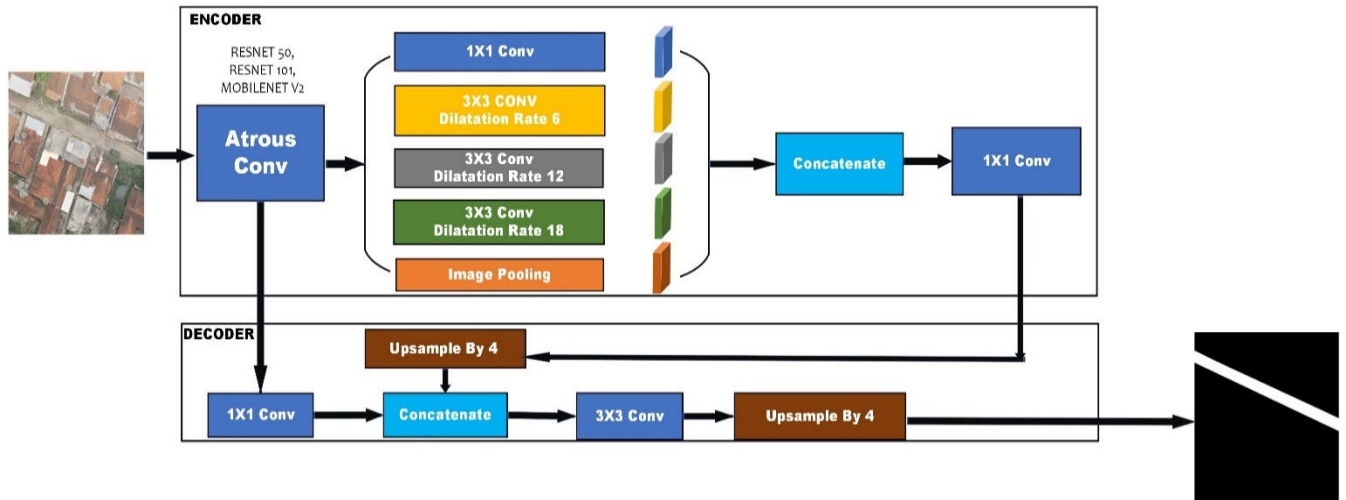 ENCODER
RESNET 50,
RESNET 101,
MOBILENET V2
Atrous
Conv
1X1 Conv
3X3 CONV
Dilatation Rate 6
3X3 Conv
Dilatation Rate 12
3X3 Conv
Dilatation Rate 18
Image Pooling
Concatenate
1X1 Conv
DECODER
Upsample By 4
1X1 Conv
Concatenate
3X3 Conv
Upsample By 4